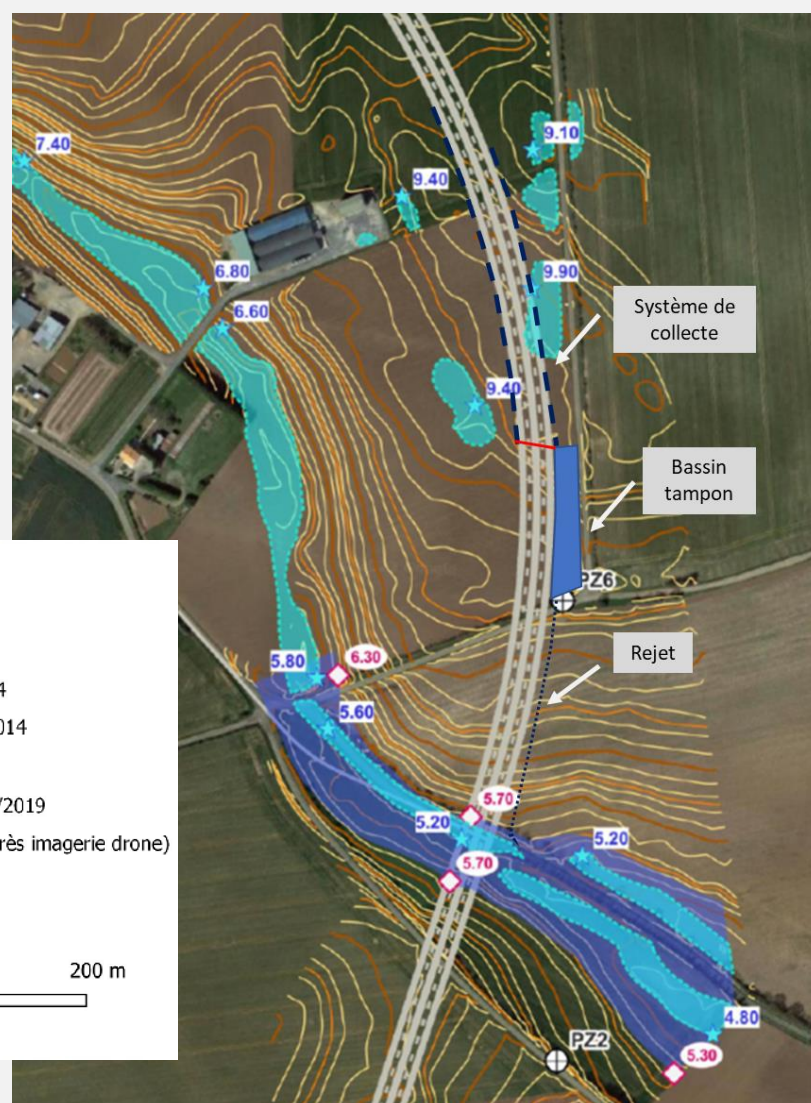 7.40
9.10
9.40
6.80
6.60
9.90
Système de
collecte
9.40
Bassin
tampon
PZ6
Rejet
5.80
6.30
4
5.60
014
5.70
/2019
5.20
5.20
rès imagerie drone)
5.70
200 m
4.80
PZ2
5.30